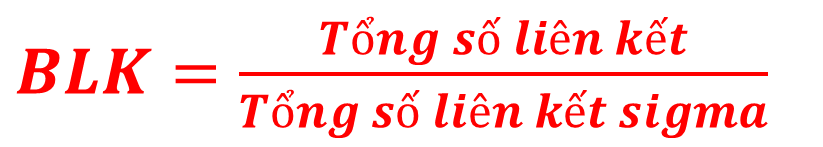 BLK = Tổng số liên kết
Tổng số liên kết sigma